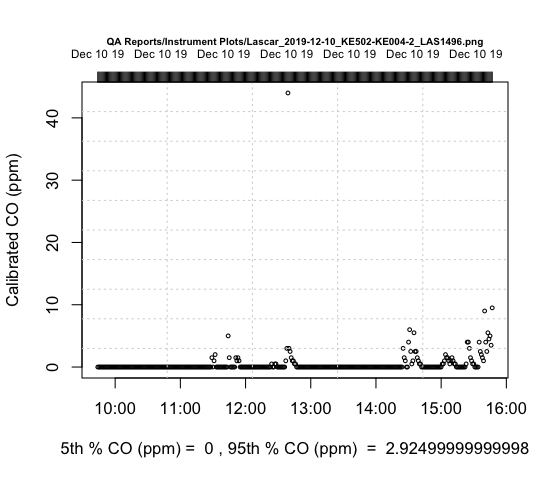 QA Reports/Instrument Plots/Lascar_2019-12-10_KE502-KE004-2_LAS1496.png
Dec 10 19 Dec 10 19 Dec 10 19 Dec 10 19 Dec 10 19 Dec 10 19 Dec 10 19
Calibrated CO (ppm)
40
30
20
10
0
10:00 11:00 12:00 13:00 14:00 15:00 16:00
5th % CO (ppm) = 0 , 95th % CO (ppm) = 2.92499999999998